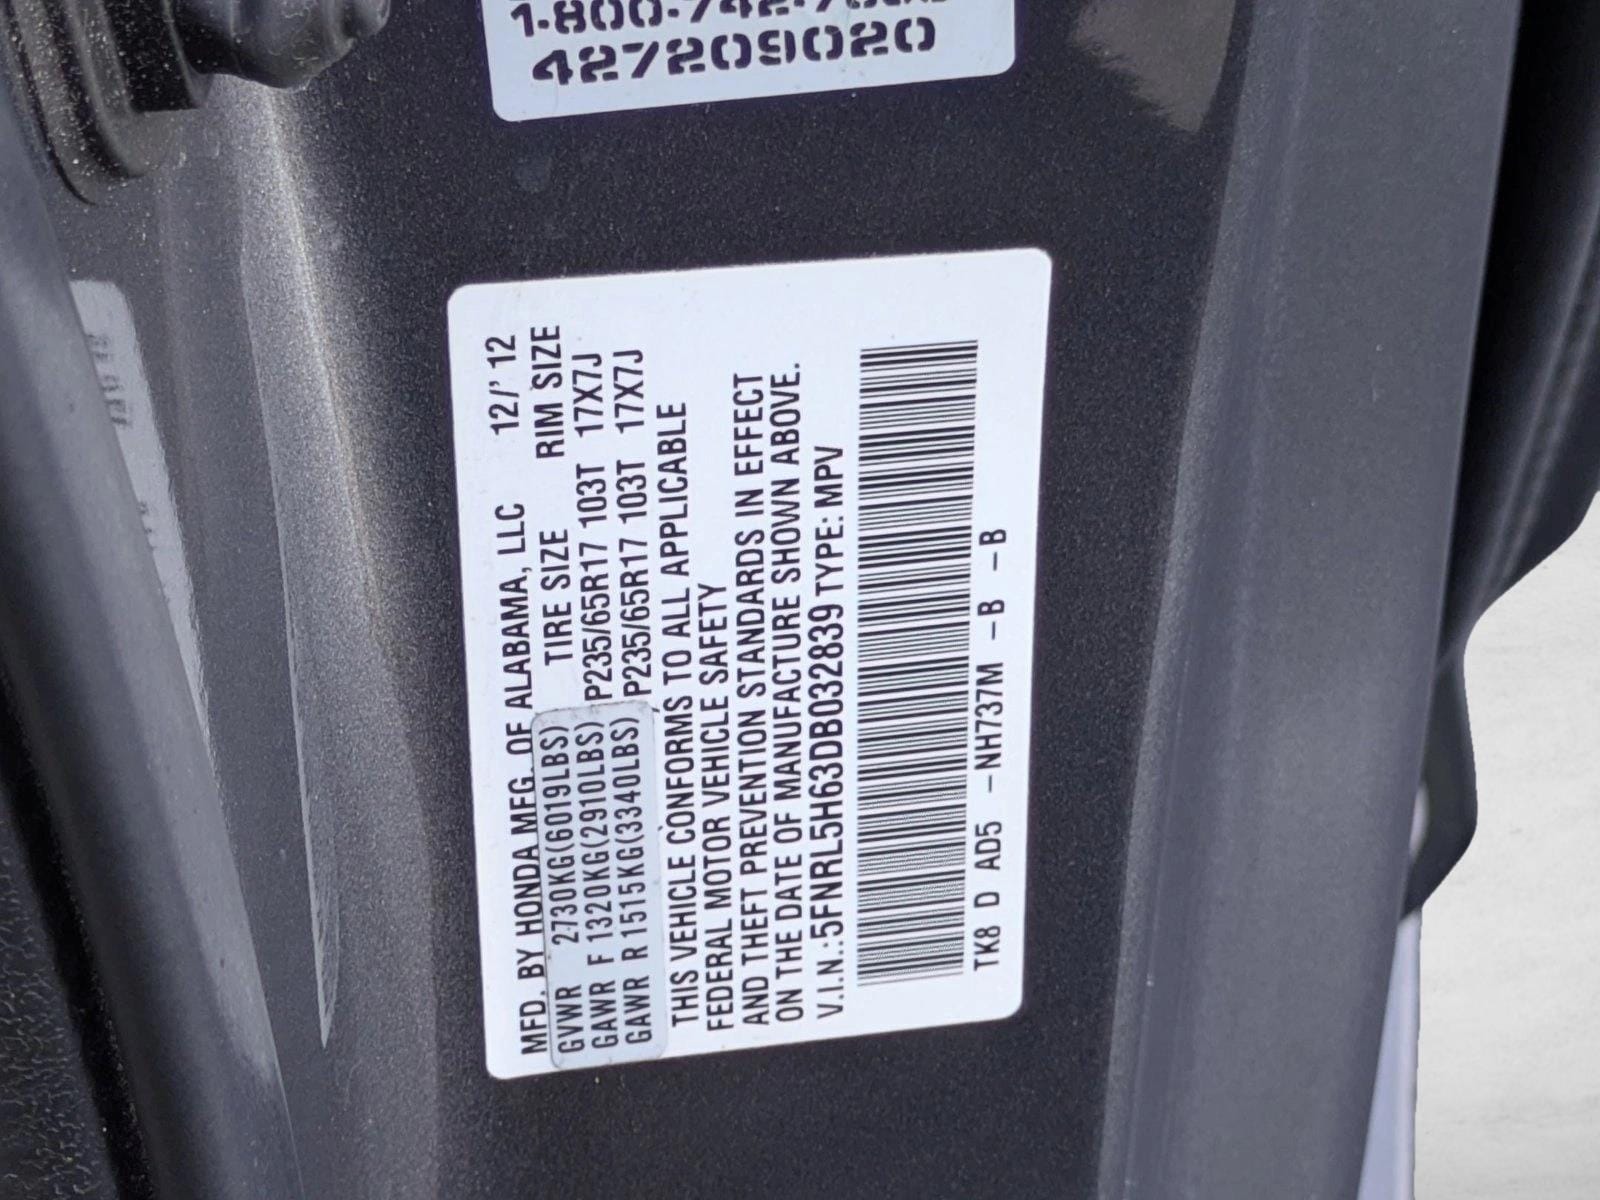 427209020
MFD. BY HONDA MFG. OF ALABAMA, LLC 12/'12
TIRE SIZE RIM SIZE
GVWR 2730KG(6019LBS)
GAWR F 1320KG(2910LBS) P235/65R17 103T 17X7J
GAWR R 1515KG(3340LBS) P235/65R17 103T 17X7J
THIS VEHICLE CONFORMS TO ALL APPLICABLE
FEDERAL MOTOR VEHICLE SAFETY
AND THEFT PREVENTION STANDARDS IN EFFECT
ON THE DATE OF MANUFACTURE SHOWN ABOVE.
V.I.N.:5FNRL5H63DB032839 TYPE: MPV
TK8 D AD5 -NH737M -B -B